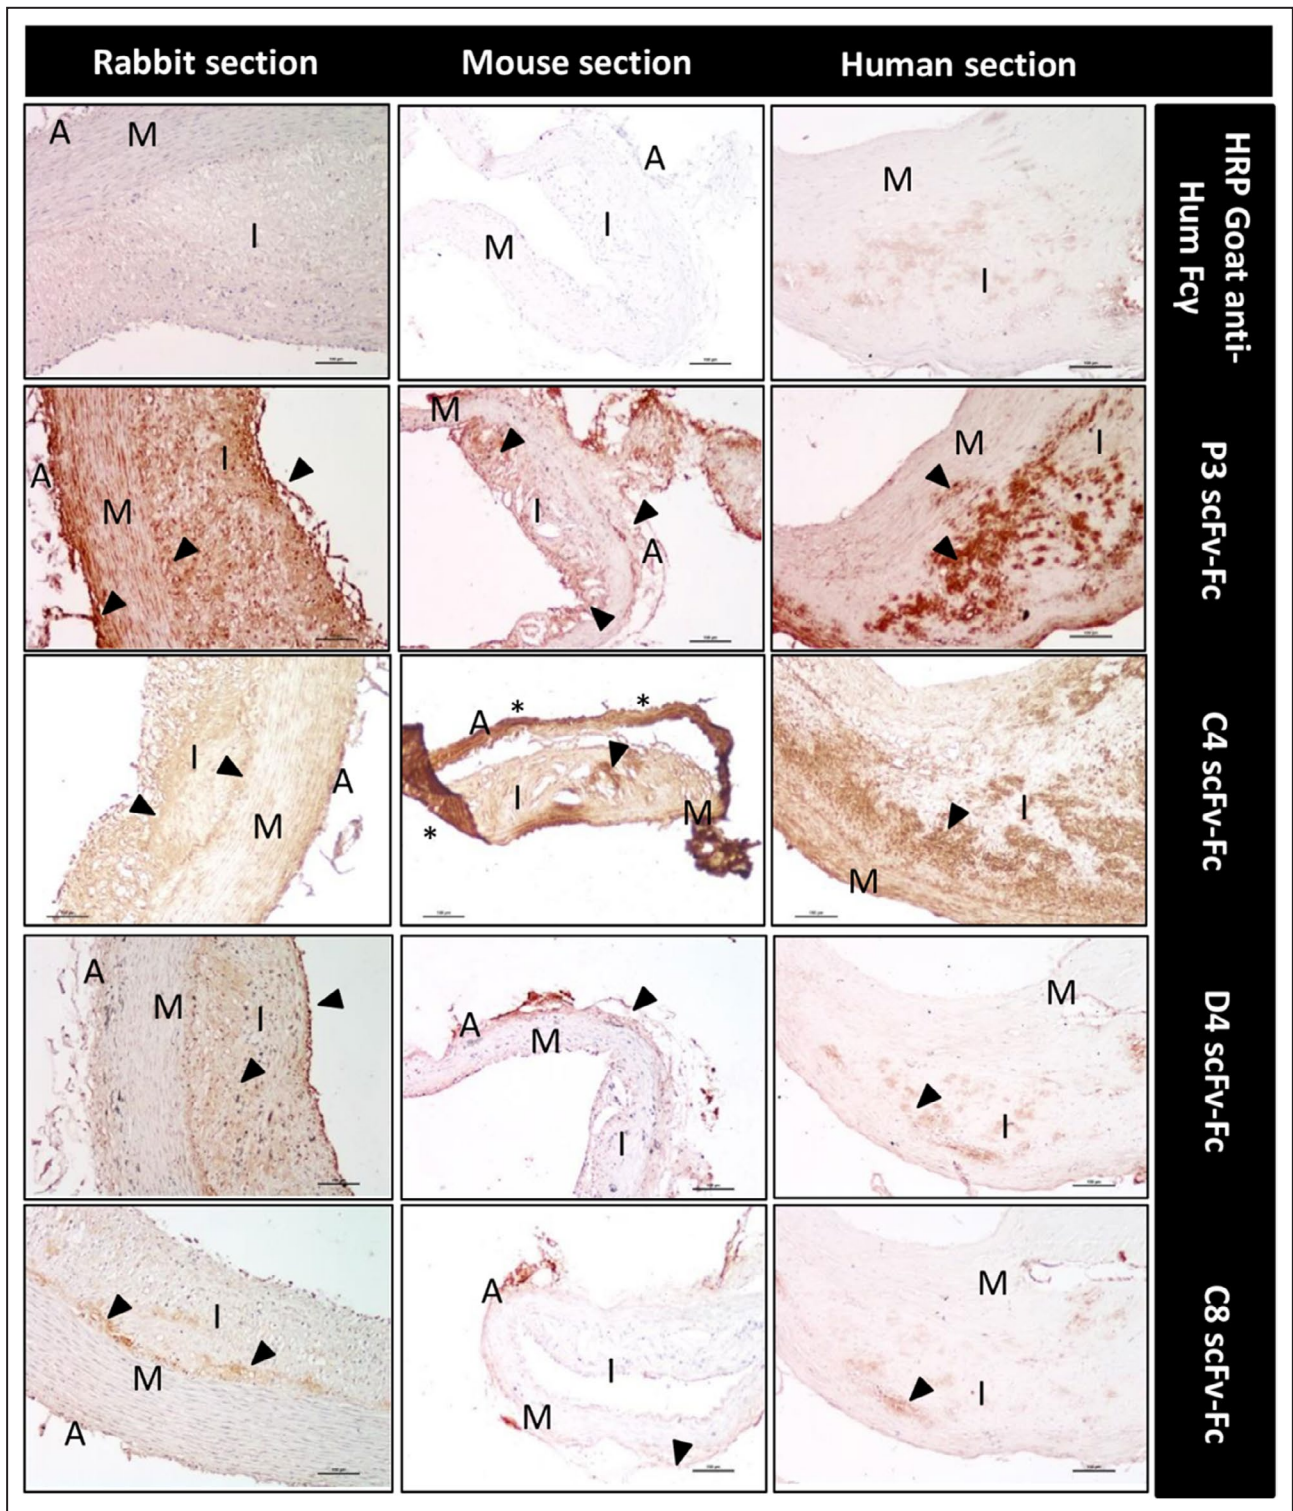 Rabbit section
Mouse section
Human section
A M
I
A
I
M
M
I
HRP Goat anti-
Hum Fcγ
I
A
M
M
I
A
M
I
P3 scFv-Fc
I
A
M
* *
A
I
M
*
I
M
C4 scFv-Fc
A
M
I
A
M
I
M
I
D4 scFv-Fc
I
M
A
A
I
M
M
I
C8 scFv-Fc